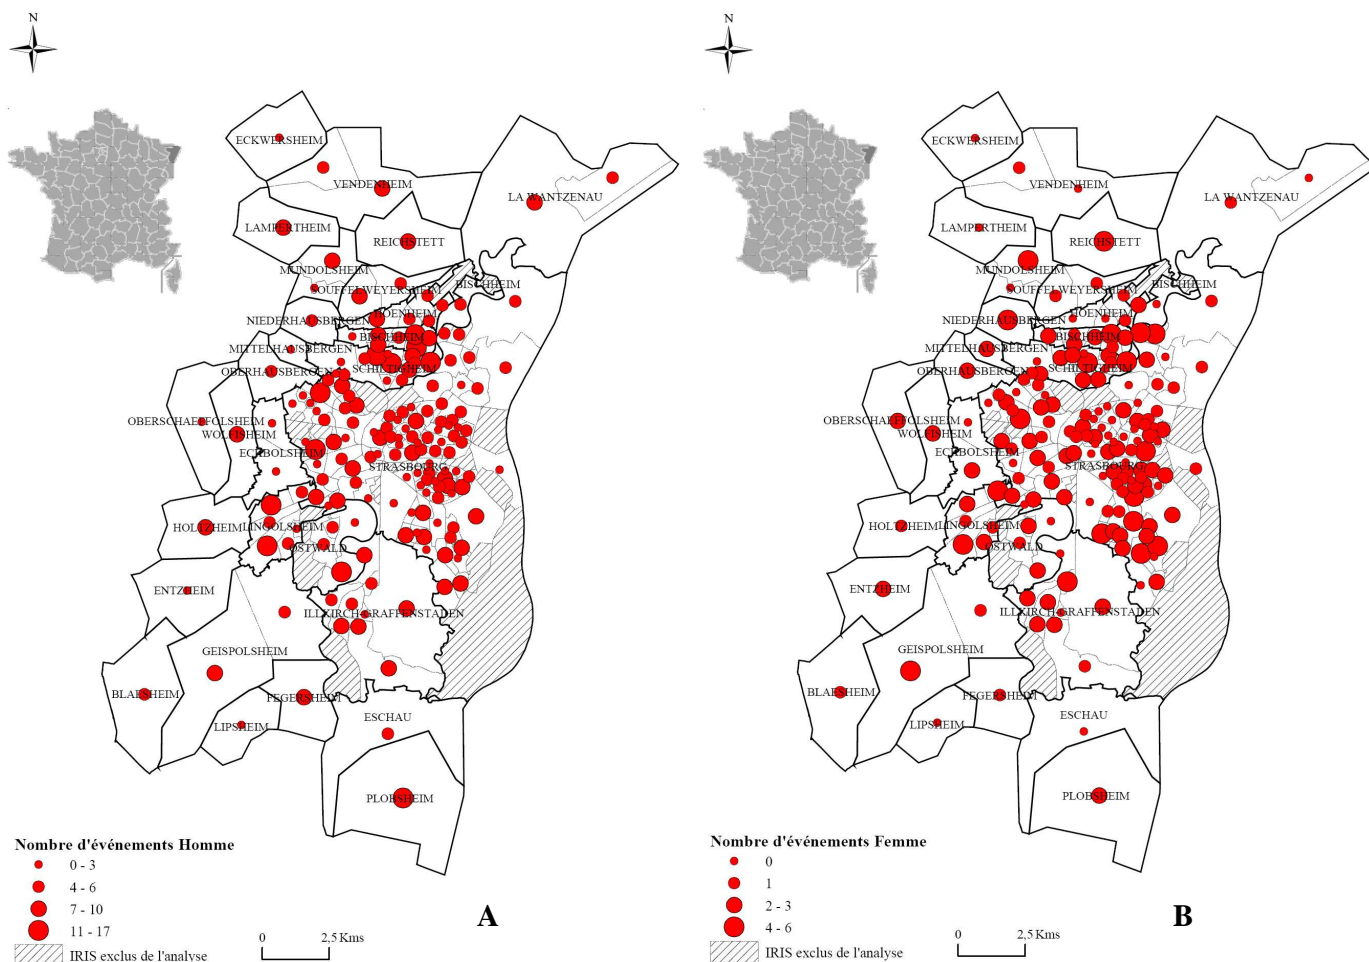 N
ECKWERSHEIM
VENDENHEIM
LA WANTZENAU
LAMPERTHEIM
REICHSTETT
MUNDOLSHEIM
BISCHHEIM
SOUFFELWEYERSHEIM
HOENHEIM
NIEDERHAUSBERGEN
BISCHHEIM
MITTELHAUSBERGEN
SCHILTIGHEIM
OBERHAUSBERGEN
OBERSCHAEFFOLSHEIM
WOLFISHEIM
ECKBOLSHEIM
STRASBOURG
HOLTZHEIM
LINGOLSHEIM
OSTWALD
ENTZHEIM
ILLKIRCH-GRAFFENSTADEN
GEISPOLSHEIM
BLAESHEIM
FEGERSHEIM
LIPSHEIM
ESCHAU
PLOBSHEIM
Nombre d'événements Homme
0 - 3
4 - 6
7 - 10
11 - 17
IRIS exclus de l'analyse
0 2,5 Kms
A
N
ECKWERSHEIM
VENDENHEIM
LA WANTZENAU
LAMPERTHEIM
REICHSTETT
MUNDOLSHEIM
BISCHHEIM
SOUFFELWEYERSHEIM
HOENHEIM
NIEDERHAUSBERGEN
BISCHHEIM
MITTELHAUSBERGEN
SCHILTIGHEIM
OBERHAUSBERGEN
OBERSCHAEFFOLSHEIM
WOLFISHEIM
ECKBOLSHEIM
STRASBOURG
HOLTZHEIM
LINGOLSHEIM
OSTWALD
ENTZHEIM
ILLKIRCH-GRAFFENSTADEN
GEISPOLSHEIM
BLAESHEIM
FEGERSHEIM
LIPSHEIM
ESCHAU
PLOBSHEIM
Nombre d'événements Femme
0
1
2 - 3
4 - 6
IRIS exclus de l'analyse
0 2,5 Kms
B